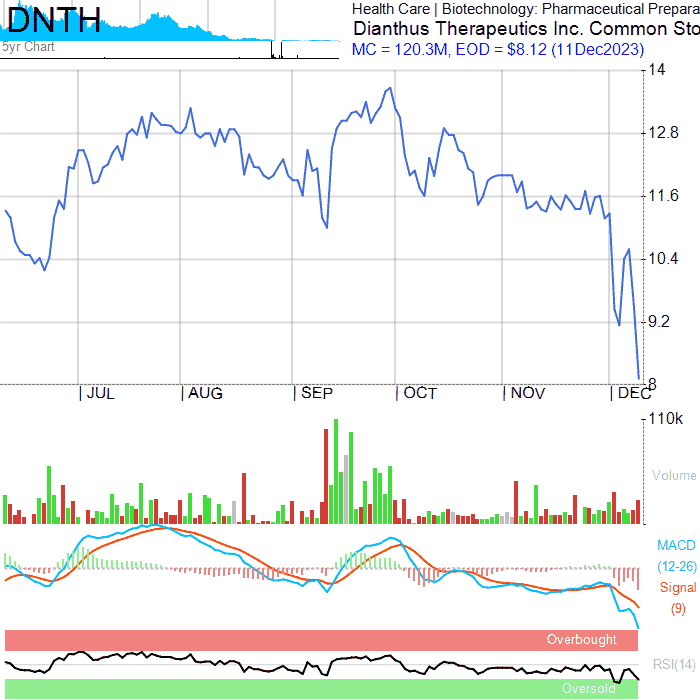 DNTH
5yr Chart
Health Care | Biotechnology: Pharmaceutical Prepara
Dianthus Therapeutics Inc. Common Sto
MC = 120.3M, EOD = $8.12 (11Dec2023)
14
12.8
11.6
10.4
9.2
8
JUL AUG SEP OCT NOV DEC
110k
Volume
MACD
(12-26)
Signal
(9)
Overbought
RSI(14)
Oversold